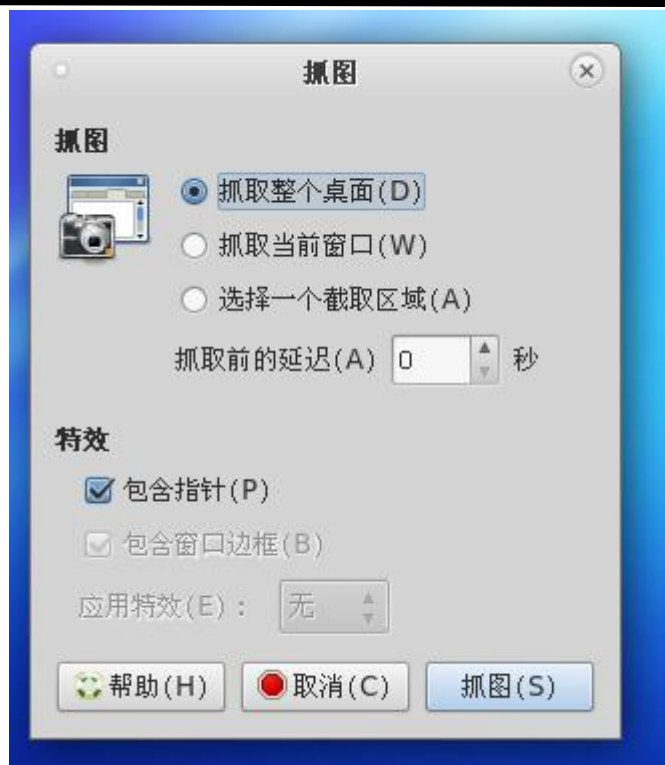 抓图
抓图
抓取整个桌面(D)
抓取当前窗口(W)
选择一个截取区域(A)
抓取前的延迟(A) 0 秒
特效
包含指针(P)
包含窗口边框(B)
应用特效(E)： 无
帮助(H) 取消(C) 抓图(S)